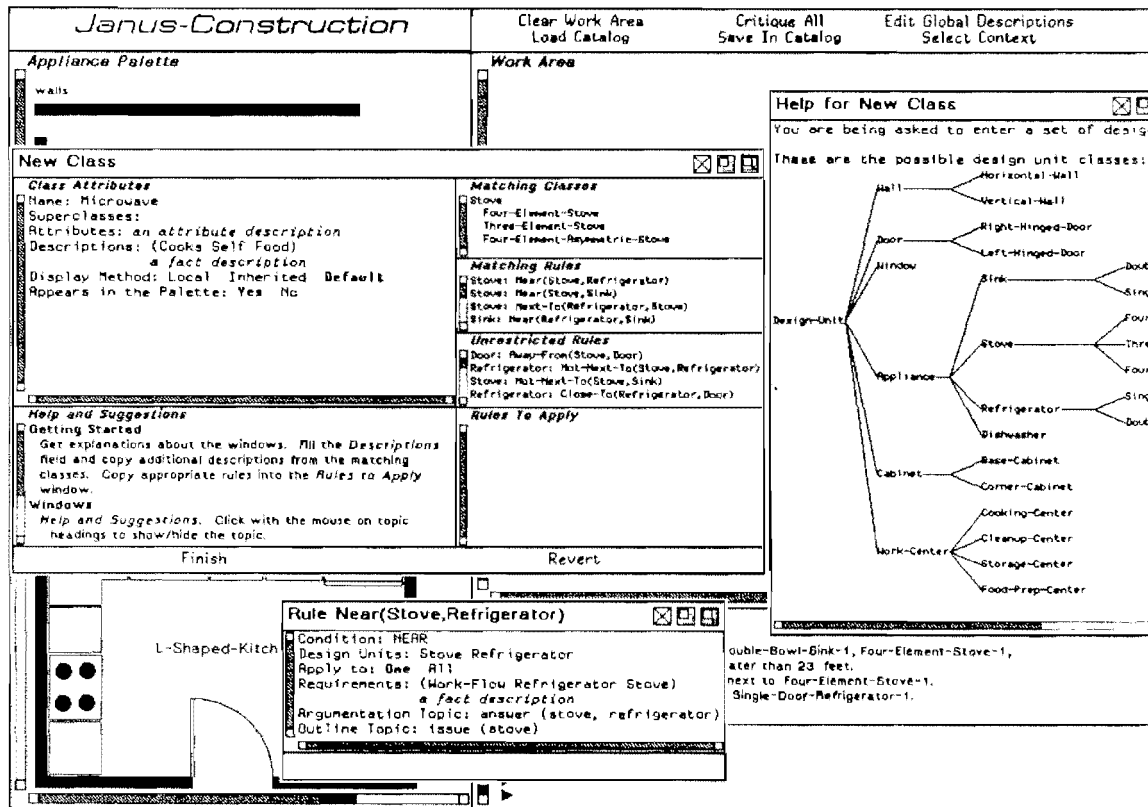 Janus-Construction
Clear Work Area
Load Catalog
Critique All
Save In Catalog
Edit Global Descriptions
Select Context
Appliance Palette
walls
Work Area
New Class
Class Attributes
Name: Microwave
Superclasses:
Attributes: an attribute description
Descriptions: (Cooks Self Food)
a fact description
Display Method: Local Inherited Default
Appears in the Palette: Yes No
Matching Classes
Stove
Four-Element-Stove
Three-Element-Stove
Four-Element-Asymetric-Stove
Matching Rules
Stove: Near(Stove,Refrigerator)
Stove: Near(Stove,Sink)
Stove: Next-To(Refrigerator,Stove)
Sink: Near(Refrigerator,Sink)
Unrestricted Rules
Door: Away-From(Stove,Door)
Refrigerator: Not-Next-To(Stove,Refrigerator)
Stove: Not-Next-To(Stove,Sink)
Refrigerator: Close-To(Refrigerator,Door)
Help and Suggestions
Getting Started
Get explanations about the windows. Fill the Descriptions
field and copy additional descriptions from the matching
classes. Copy appropriate rules into the Rules to Apply
window.
Windows
Help and Suggestions. Click with the mouse on topic
headings to show/hide the topic.
Rules To Apply
Finish
Revert
Help for New Class
You are being asked to enter a set of desig
These are the possible design unit classes:
Design-Unit
Wall
Horizontal-Wall
Vertical-Wall
Door
Right-Hinged-Door
Left-Hinged-Door
Window
Appliance
Sink
Doub
Sing
Stove
Four
Thre
Four
Refrigerator
Sing
Doub
Dishwasher
Cabinet
Base-Cabinet
Corner-Cabinet
Work-Center
Cooking-Center
Cleanup-Center
Storage-Center
Food-Prep-Center
L-Shaped-Kitch
Rule Near(Stove,Refrigerator)
Condition: NEAR
Design Units: Stove Refrigerator
Apply to: One All
Requirements: (Work-Flow Refrigerator Stove)
a fact description
Argumentation Topic: answer (stove, refrigerator)
Outline Topic: issue (stove)
ouble-Bowl-Sink-1, Four-Element-Stove-1,
ater than 23 feet.
next to Four-Element-Stove-1.
Single-Door-Refrigerator-1.